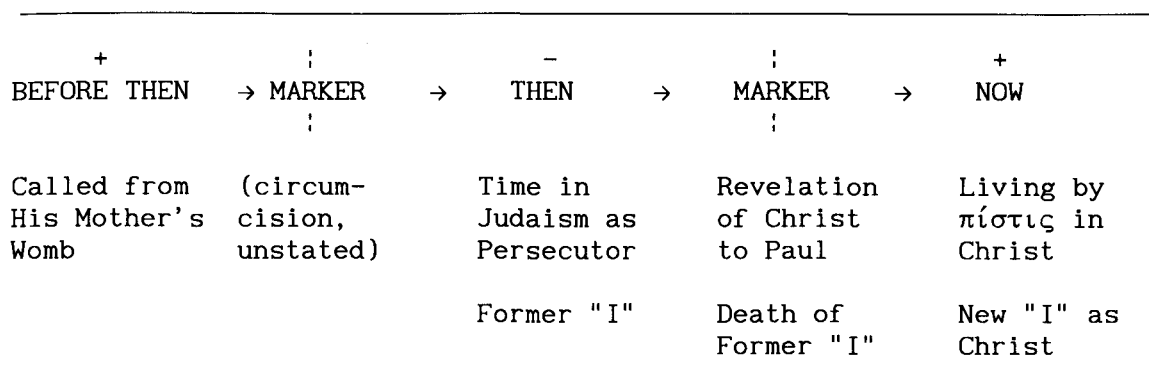 + ¦ – ¦ +
BEFORE THEN → MARKER → THEN → MARKER → NOW
¦ ¦
Called from (circum- Time in Revelation Living by
His Mother's cision, Judaism as of Christ πίστις in
Womb unstated) Persecutor to Paul Christ
Former "I" Death of New "I" as
Former "I" Christ